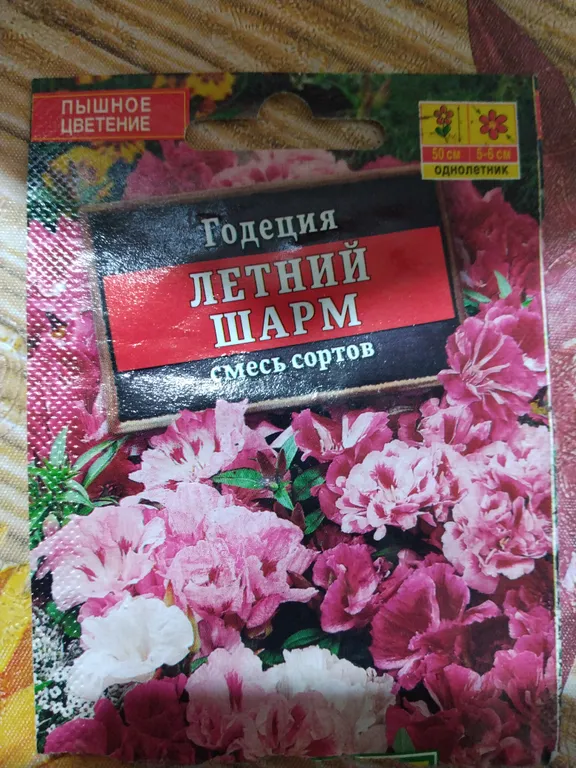 ПЫШНОЕ
ЦВЕТЕНИЕ
50 см 5-6 см
однолетник
Годеция
ЛЕТНИЙ
ШАРМ
смесь сортов